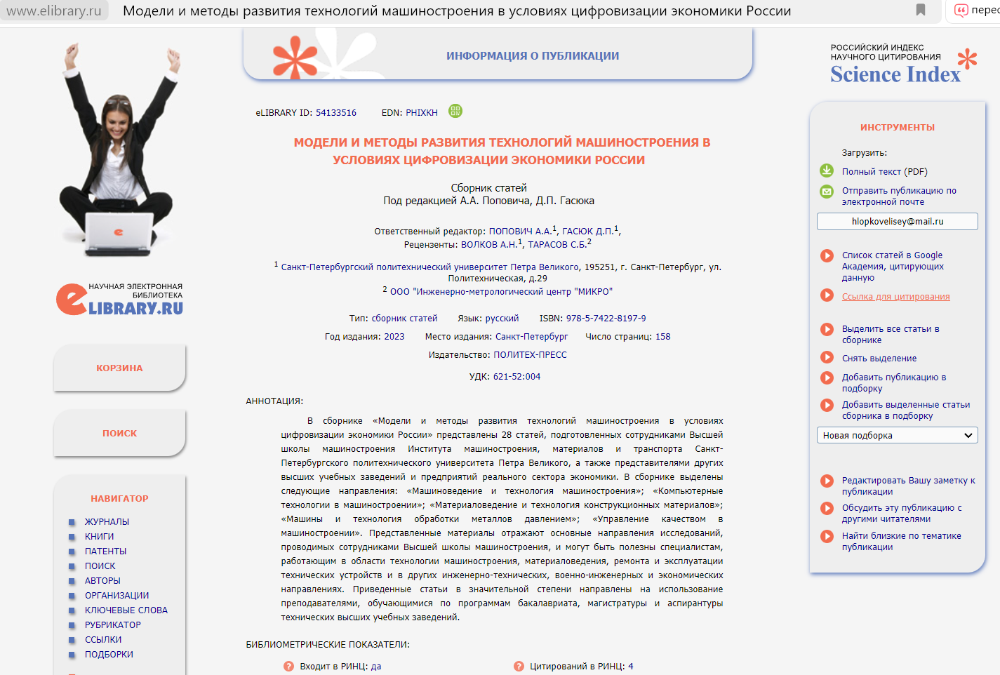 www.elibrary.ru
Модели и методы развития технологий машиностроения в условиях цифровизации экономики России
ИНФОРМАЦИЯ О ПУБЛИКАЦИИ
eLIBRARY ID: 54133516 EDN: PHIXKH
МОДЕЛИ И МЕТОДЫ РАЗВИТИЯ ТЕХНОЛОГИЙ МАШИНОСТРОЕНИЯ В
УСЛОВИЯХ ЦИФРОВИЗАЦИИ ЭКОНОМИКИ РОССИИ
Сборник статей
Под редакцией А.А. Поповича, Д.П. Гасюка
Ответственный редактор: ПОПОВИЧ А.А.1, ГАСЮК Д.П.1,
Рецензенты: ВОЛКОВ А.Н.1, ТАРАСОВ С.Б.2
1 Санкт-Петербургский политехнический университет Петра Великого, 195251, г. Санкт-Петербург, ул.
Политехническая, д.29
2 ООО "Инженерно-метрологический центр "МИКРО"
Тип: сборник статей Язык: русский ISBN: 978-5-7422-8197-9
Год издания: 2023 Место издания: Санкт-Петербург Число страниц: 158
Издательство: ПОЛИТЕХ-ПРЕСС
УДК: 621-52:004
АННОТАЦИЯ:
В сборнике «Модели и методы развития технологий машиностроения в условиях
цифровизации экономики России» представлены 28 статей, подготовленных сотрудниками Высшей
школы машиностроения Института машиностроения, материалов и транспорта Санкт-
Петербургского политехнического университета Петра Великого, а также представителями других
высших учебных заведений и предприятий реального сектора экономики. В сборнике выделены
следующие направления: «Машиноведение и технология машиностроения»; «Компьютерные
технологии в машиностроении»; «Материаловедение и технология конструкционных материалов»;
«Машины и технология обработки металлов давлением»; «Управление качеством в
машиностроении». Представленные материалы отражают основные направления исследований,
проводимых сотрудниками Высшей школы машиностроения, и могут быть полезны специалистам,
работающим в области технологии машиностроения, материаловедения, ремонта и эксплуатации
технических устройств и в других инженерно-технических, военно-инженерных и экономических
направлениях. Приведенные статьи в значительной степени направлены на использование
преподавателями, обучающимися по программам бакалавриата, магистратуры и аспирантуры
технических высших учебных заведений.
БИБЛИОМЕТРИЧЕСКИЕ ПОКАЗАТЕЛИ:
Входит в РИНЦ: да Цитирований в РИНЦ: 4
НАУЧНАЯ ЭЛЕКТРОННАЯ
БИБЛИОТЕКА
eLIBRARY.RU
КОРЗИНА
ПОИСК
НАВИГАТОР
ЖУРНАЛЫ
КНИГИ
ПАТЕНТЫ
ПОИСК
АВТОРЫ
ОРГАНИЗАЦИИ
КЛЮЧЕВЫЕ СЛОВА
РУБРИКАТОР
ССЫЛКИ
ПОДБОРКИ
РОССИЙСКИЙ ИНДЕКС
НАУЧНОГО ЦИТИРОВАНИЯ
Science Index
ИНСТРУМЕНТЫ
Загрузить:
Полный текст (PDF)
Отправить публикацию по
электронной почте
hlopkovelisey@mail.ru
Список статей в Google
Академия, цитирующих
данную
Ссылка для цитирования
Выделить все статьи в
сборнике
Снять выделение
Добавить публикацию в
подборку
Добавить выделенные статьи
сборника в подборку
Новая подборка
Редактировать Вашу заметку к
публикации
Обсудить эту публикацию с
другими читателями
Найти близкие по тематике
публикации